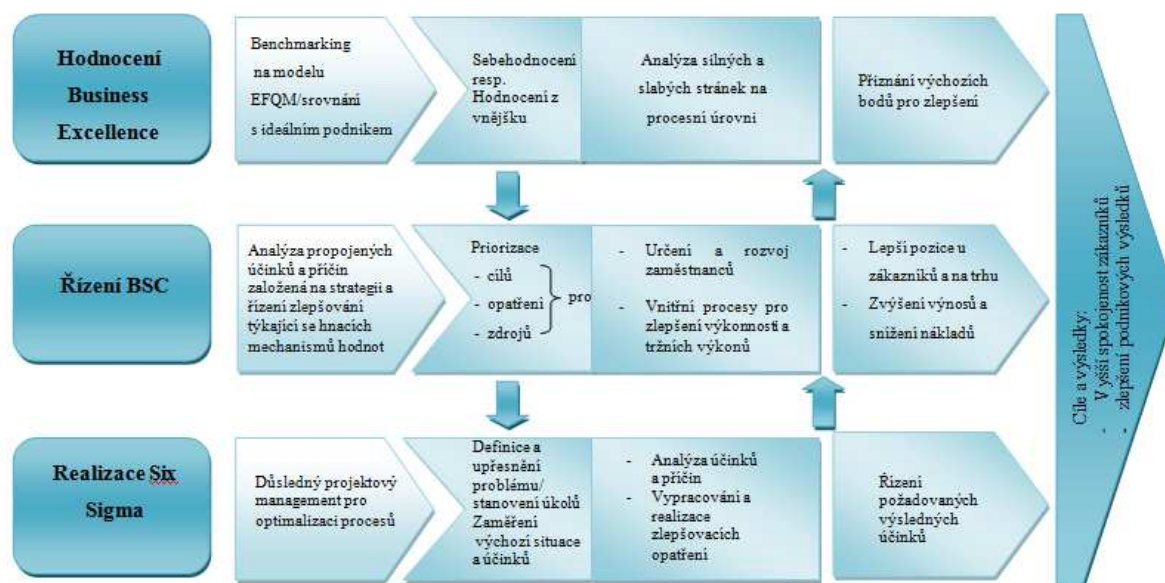 Hodnocení
Business
Excellence
Benchmarking
na modelu
EFQM/srovnání
s ideálním podnikem
Sebehodnocení
resp.
Hodnocení z
vnějšku
Analýza silných a
slabých stránek na
procesní úrovni
Přiznání výchozích
bodů pro zlepšení
Řízení BSC
Analýza propojených
účinků a příčin
založená na strategii a
řízení zlepšování
týkající se hnacích
mechanismů hodnot
Priorizace
- cílů
- opatření
- zdrojů
pro
- Určení a rozvoj
zaměstnanců
- Vnitřní procesy pro
zlepšení výkonnosti a
tržních výkonů
- Lepší pozice u
zákazníků a na trhu
- Zvýšení výnosů a
snížení nákladů
Realizace Six
Sigma
Důsledný projektový
management pro
optimalizaci procesů
Definice a
upřesnění
problému/
stanovení úkolů
Zaměření
výchozí situace
a účinků
- Analýza účinků
a příčin
- Vypracování a
realizace
zlepšovacích
opatření
Řízení
požadovaných
výsledných
účinků
Cíle a výsledky:
- Vyšší spokojenost zákazníků
- zlepšení podnikových výsledků